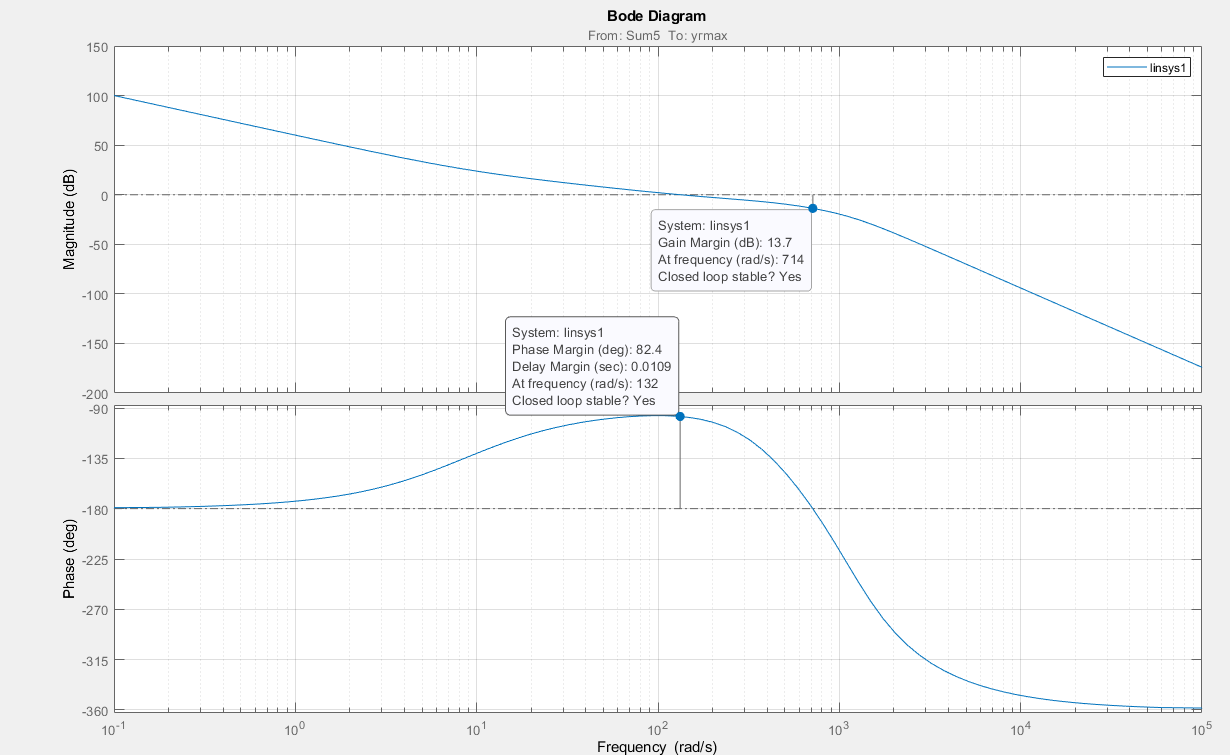 Bode Diagram
From: Sum5 To: yrmax
linsys1
150
100
50
0
-50
-100
-150
-200
Magnitude (dB)
System: linsys1
Gain Margin (dB): 13.7
At frequency (rad/s): 714
Closed loop stable? Yes
System: linsys1
Phase Margin (deg): 82.4
Delay Margin (sec): 0.0109
At frequency (rad/s): 132
Closed loop stable? Yes
-90
-135
-180
-225
-270
-315
-360
Phase (deg)
10^-1 10^0 10^1 10^2 10^3 10^4 10^5
Frequency (rad/s)